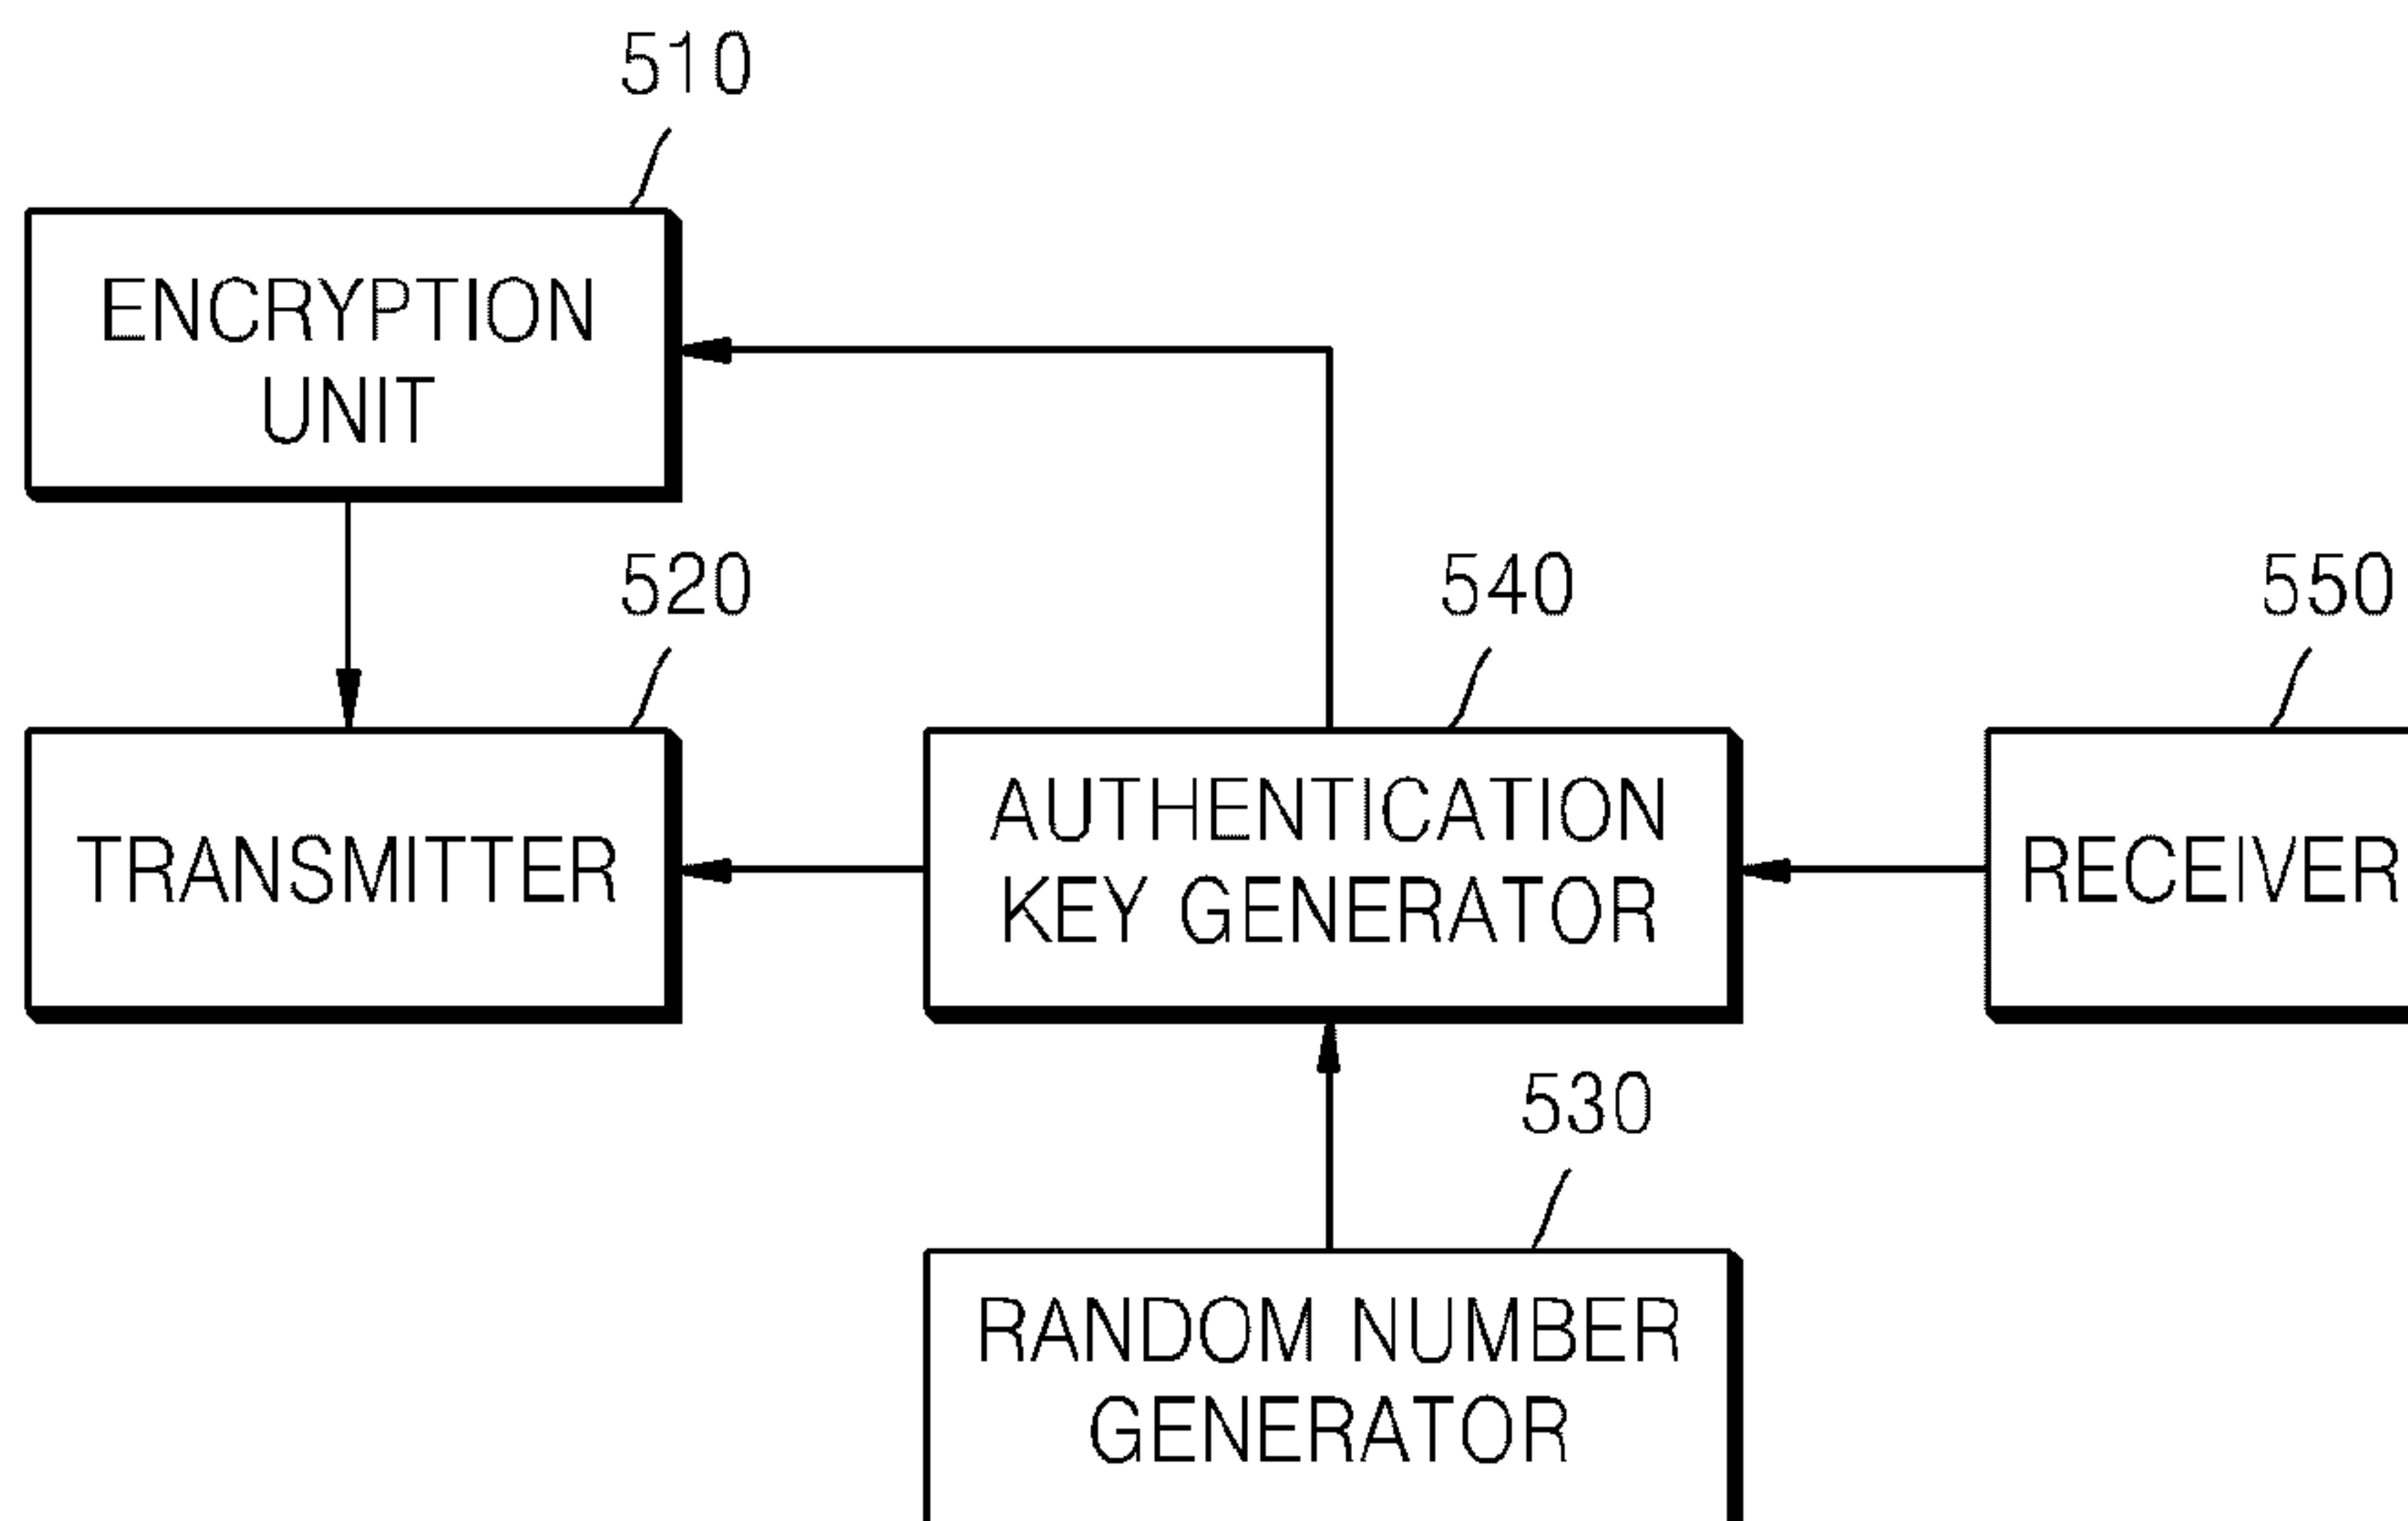 510
ENCRYPTION
UNIT
520
TRANSMITTER
540
AUTHENTICATION
KEY GENERATOR
550
RECEIVER
530
RANDOM NUMBER
GENERATOR